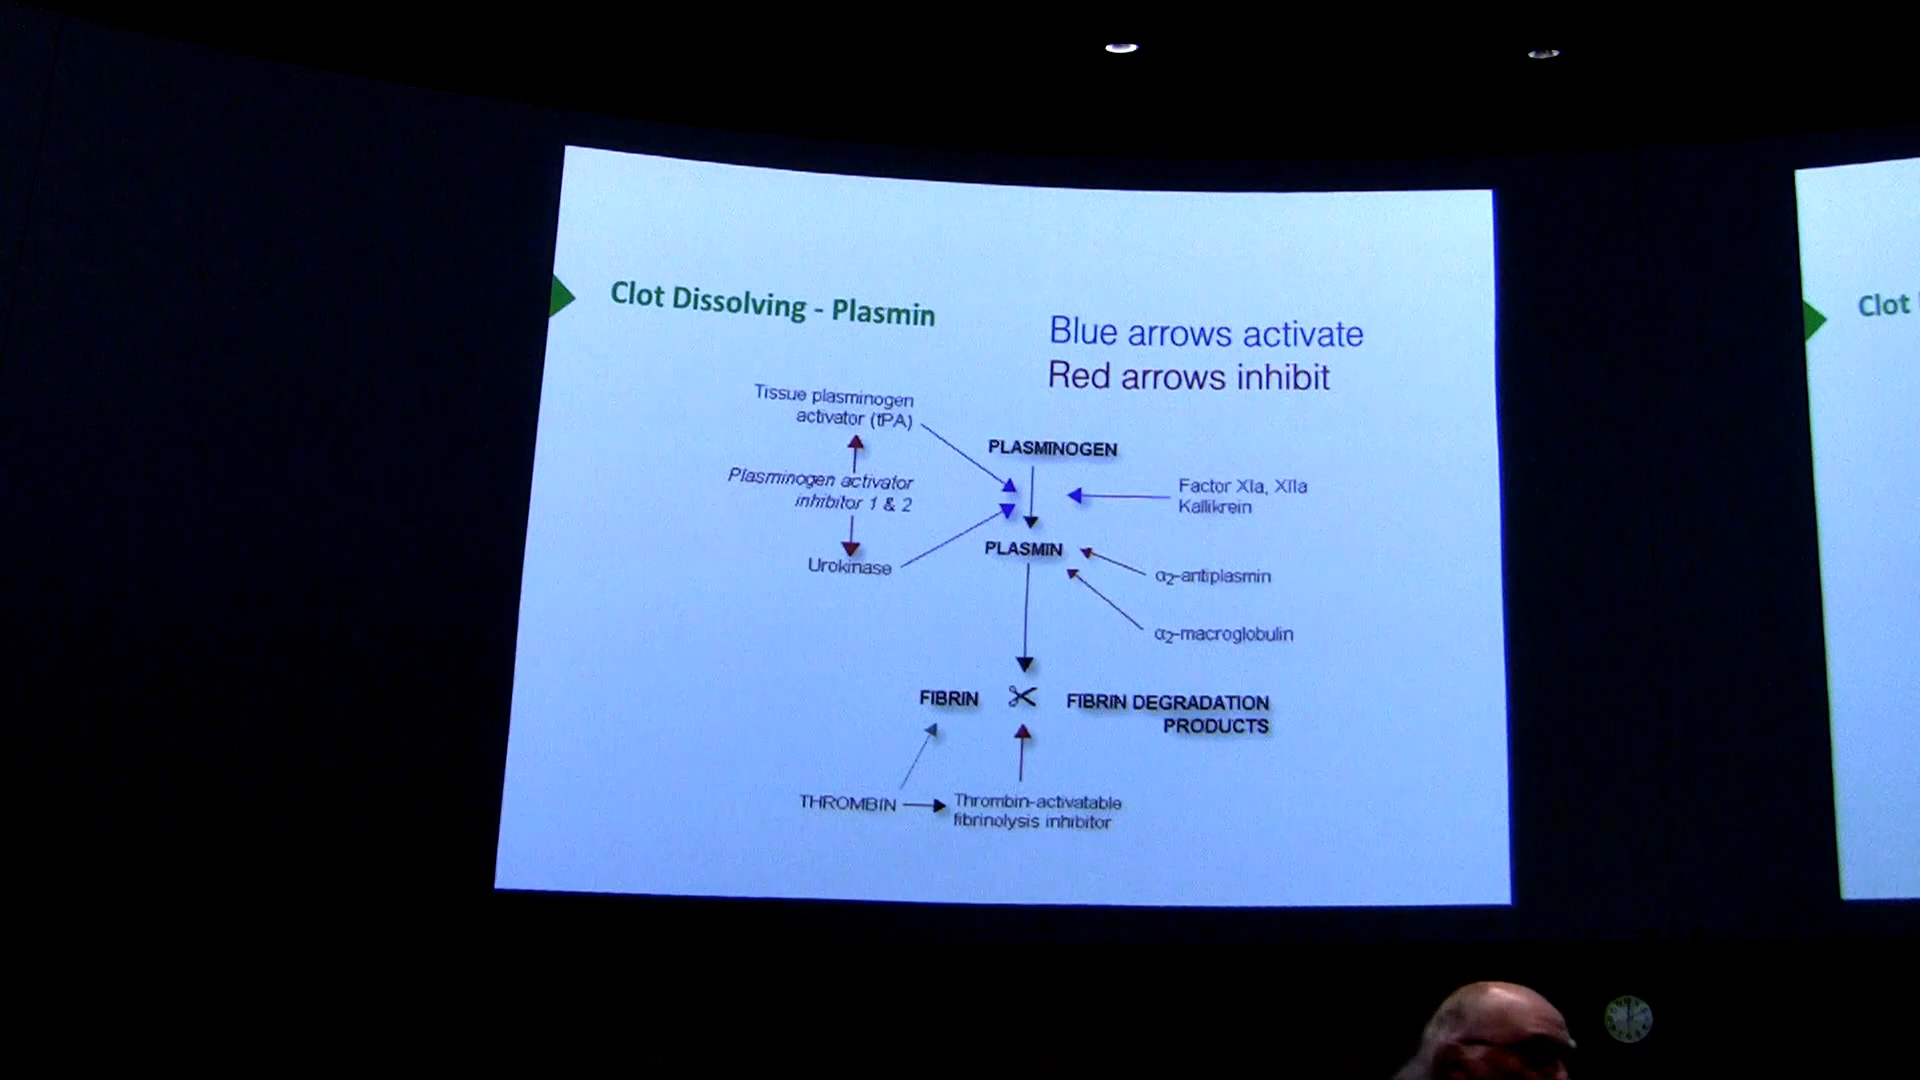 Clot Dissolving - Plasmin
Blue arrows activate
Red arrows inhibit
Tissue plasminogen
activator (tPA)
PLASMINOGEN
Plasminogen activator
inhibitor 1 & 2
Factor XIa, XIIa
Kallikrein
PLASMIN
Urokinase
α2-antiplasmin
α2-macroglobulin
FIBRIN
FIBRIN DEGRADATION
PRODUCTS
THROMBIN
Thrombin-activatable
fibrinolysis inhibitor
Clot